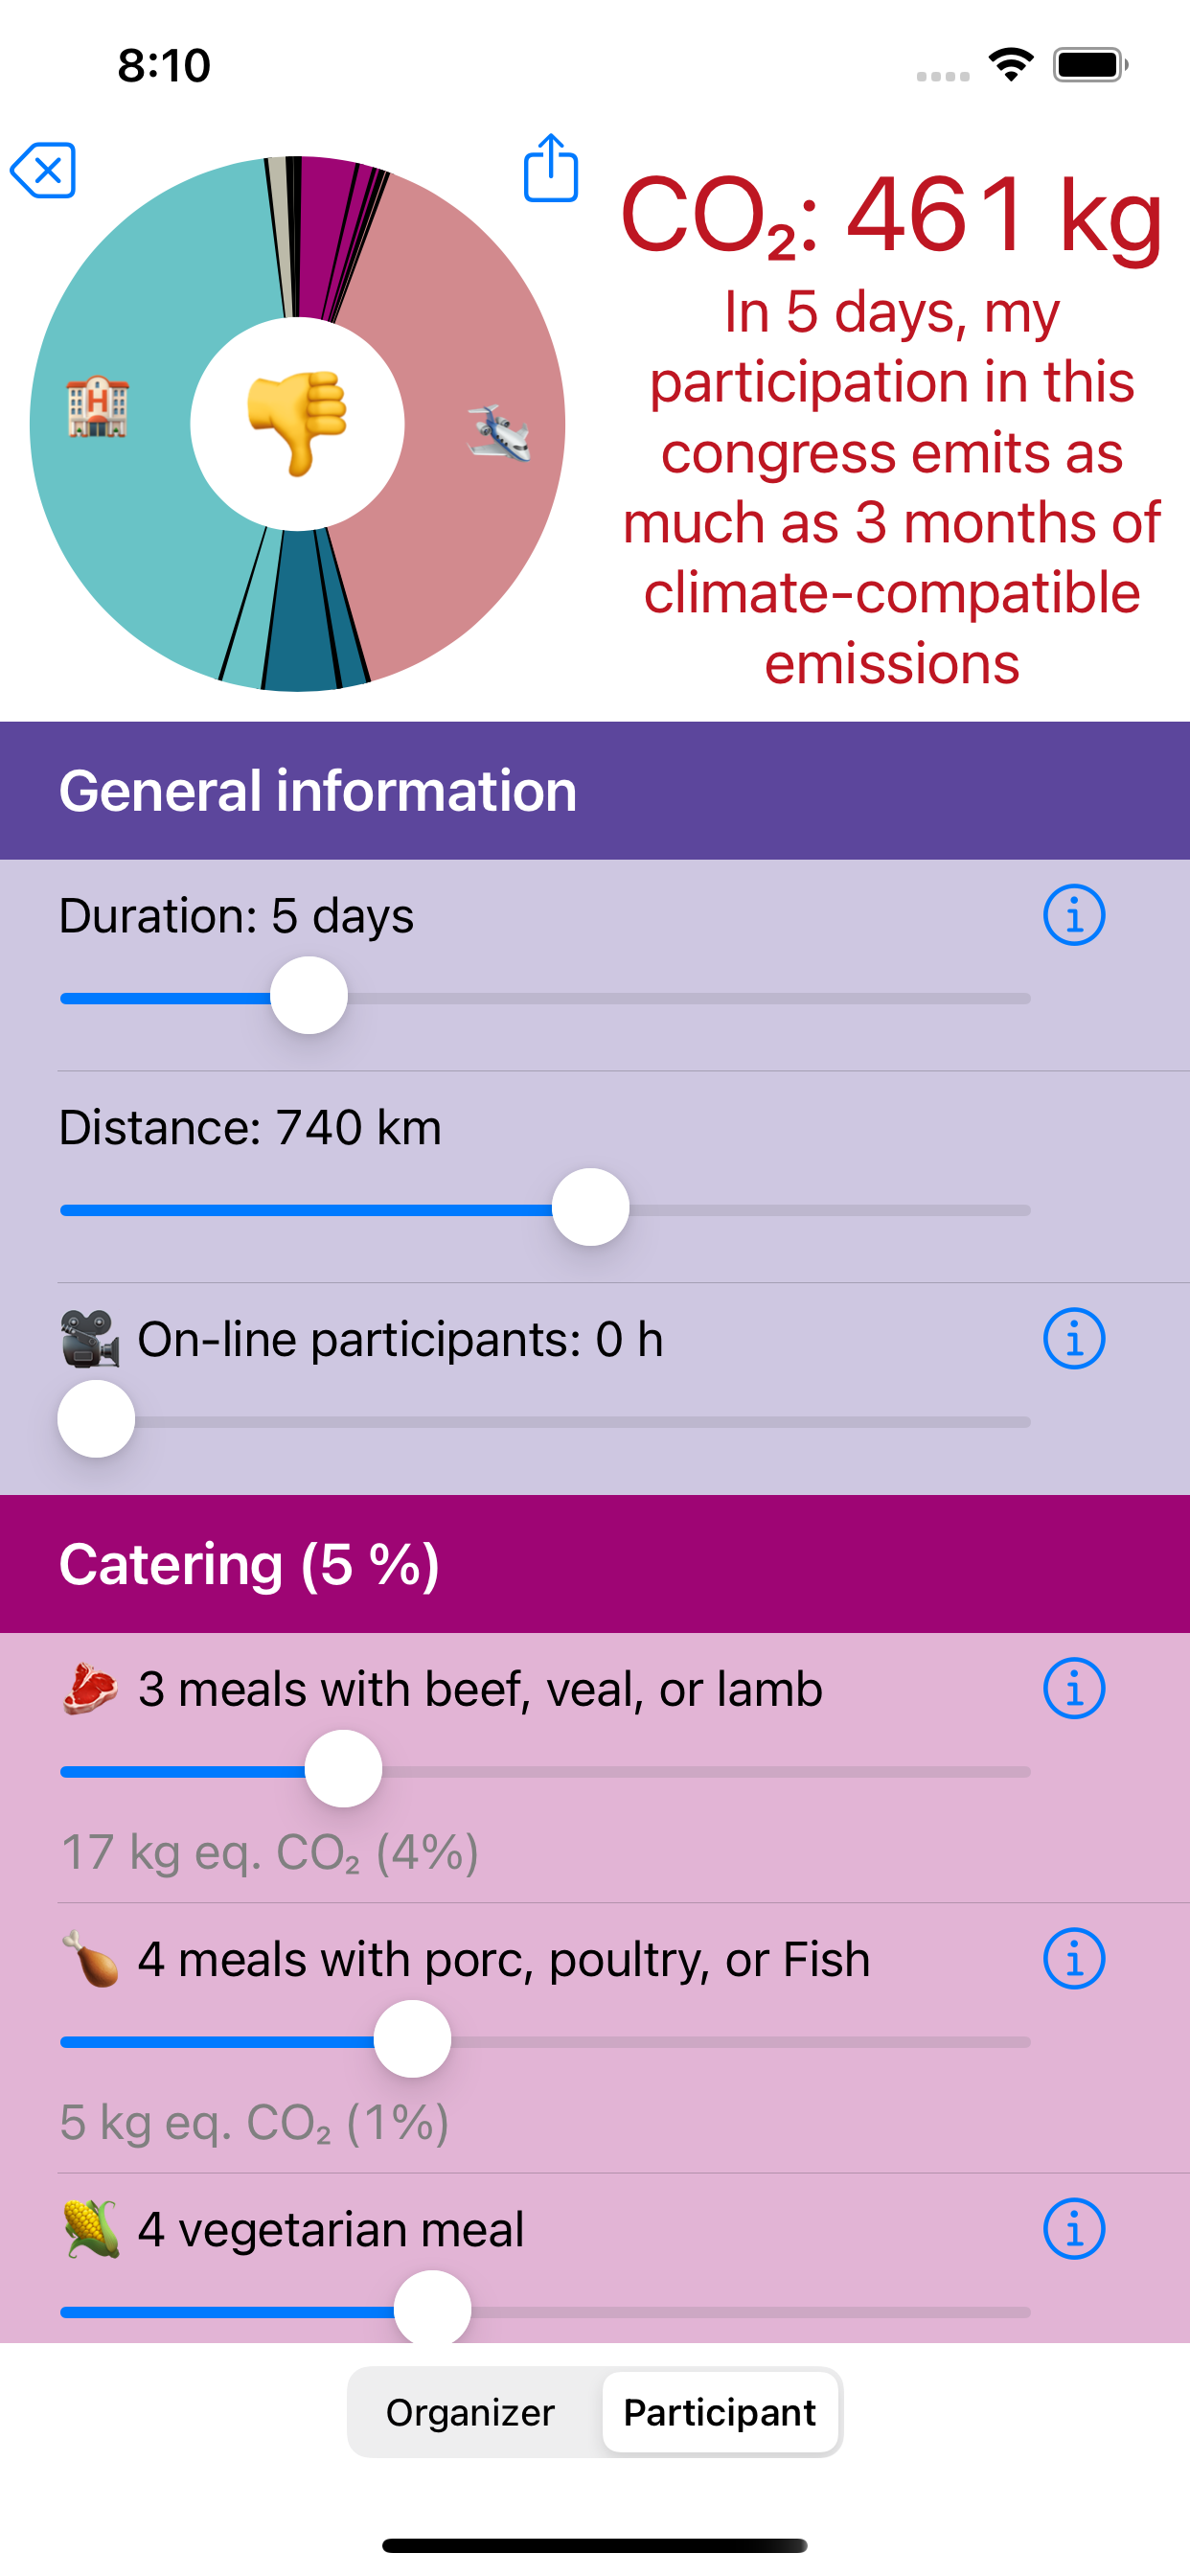 8:10
CO₂: 461 kg
In 5 days, my
participation in this
congress emits as
much as 3 months of
climate-compatible
emissions
General information
Duration: 5 days
Distance: 740 km
On-line participants: 0 h
Catering (5 %)
3 meals with beef, veal, or lamb
17 kg eq. CO₂ (4%)
4 meals with porc, poultry, or Fish
5 kg eq. CO₂ (1%)
4 vegetarian meal
Organizer
Participant